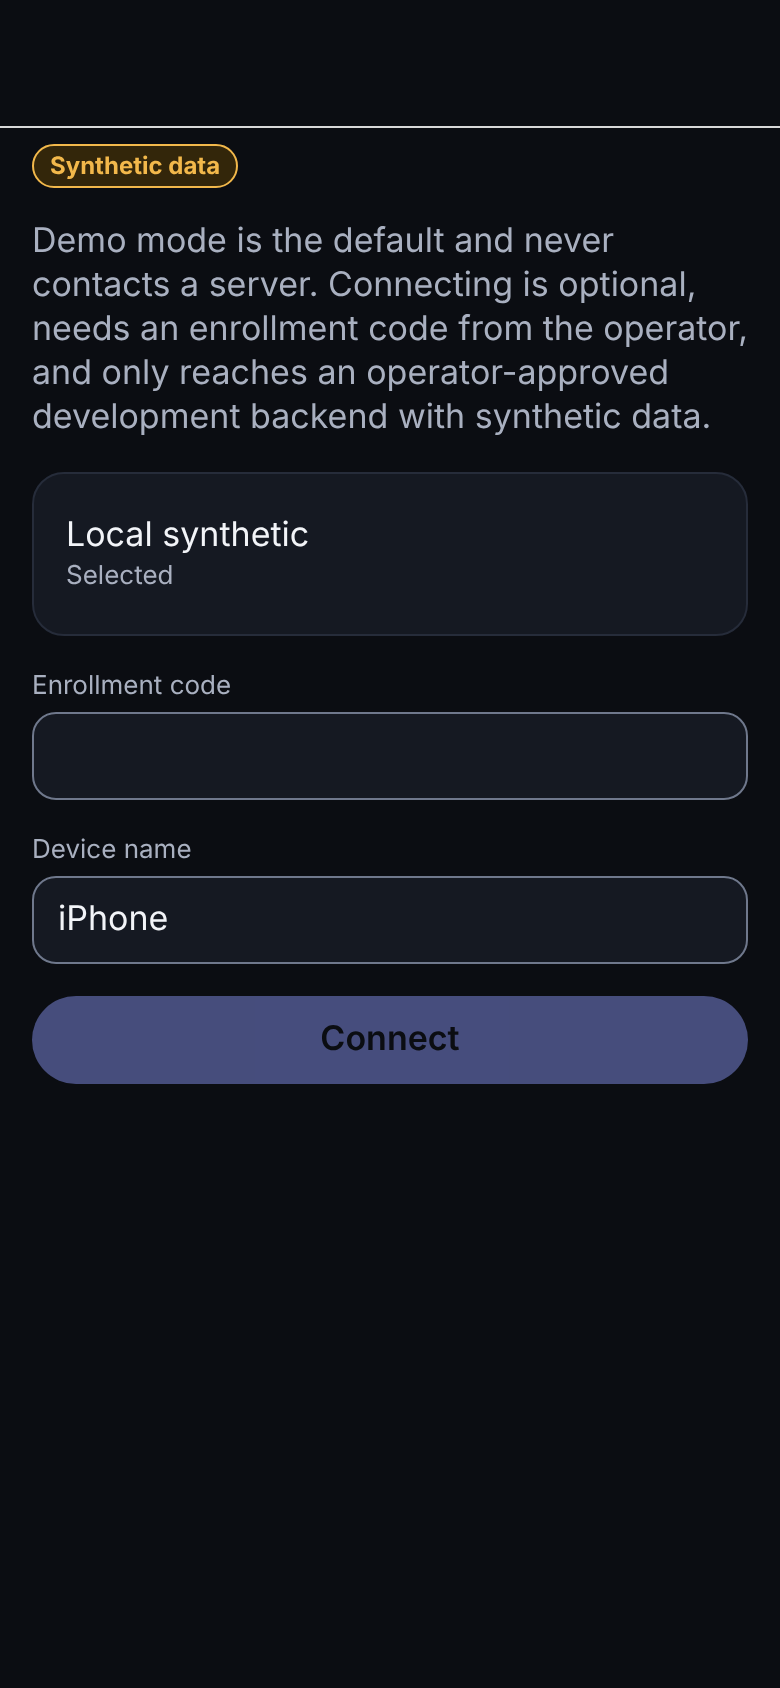 Synthetic data
Demo mode is the default and never
contacts a server. Connecting is optional,
needs an enrollment code from the operator,
and only reaches an operator-approved
development backend with synthetic data.
Local synthetic
Selected
Enrollment code
Device name
iPhone
Connect